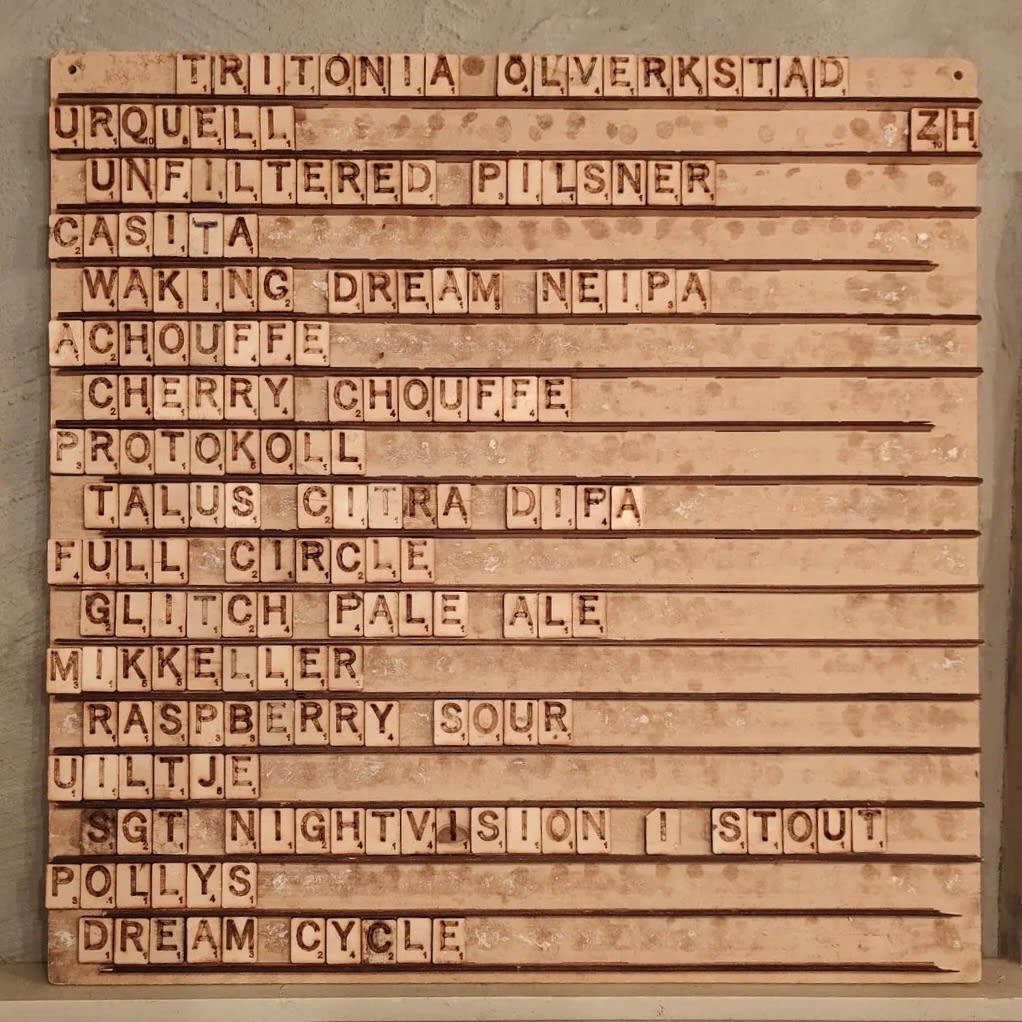 TRITONIA ÖLVERKSTAD
URQUELL ZH
UNFILTERED PILSNER
CASITA
WAKING DREAM NEIPA
ACHOUFFE
CHERRY CHOUFFE
PROTOKOLL
TALUS CITRA DIPA
FULL CIRCLE
GLITCH PALE ALE
MIKKELLER
RASPBERRY SOUR
UILTJE
SGT NIGHTVISION I STOUT
POLLYS
DREAM CYCLE